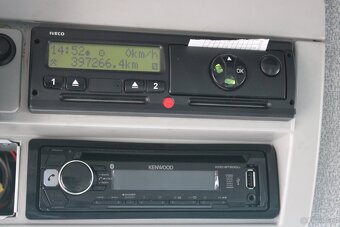 IVECO
14:52 0km/h
397266.4km
1 2
OK
KENWOOD